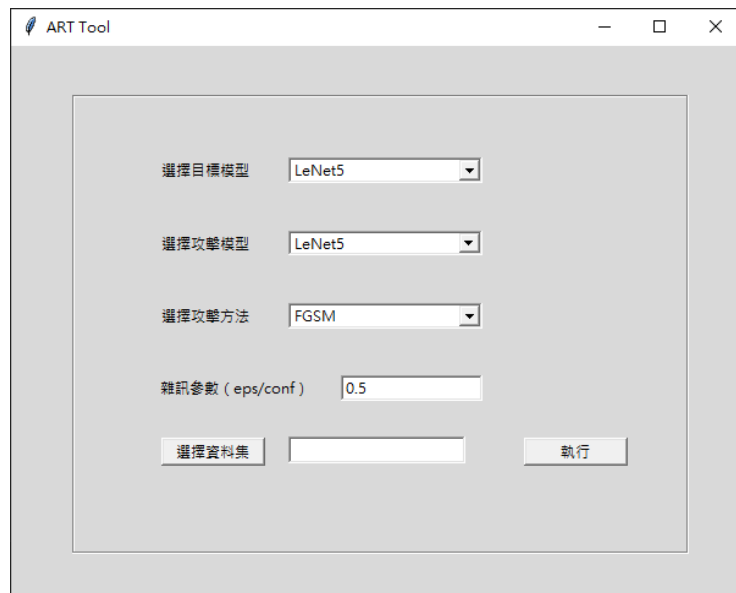 ART Tool
選擇目標模型 LeNet5
選擇攻擊模型 LeNet5
選擇攻擊方法 FGSM
雜訊參數（eps/conf） 0.5
選擇資料集 執行